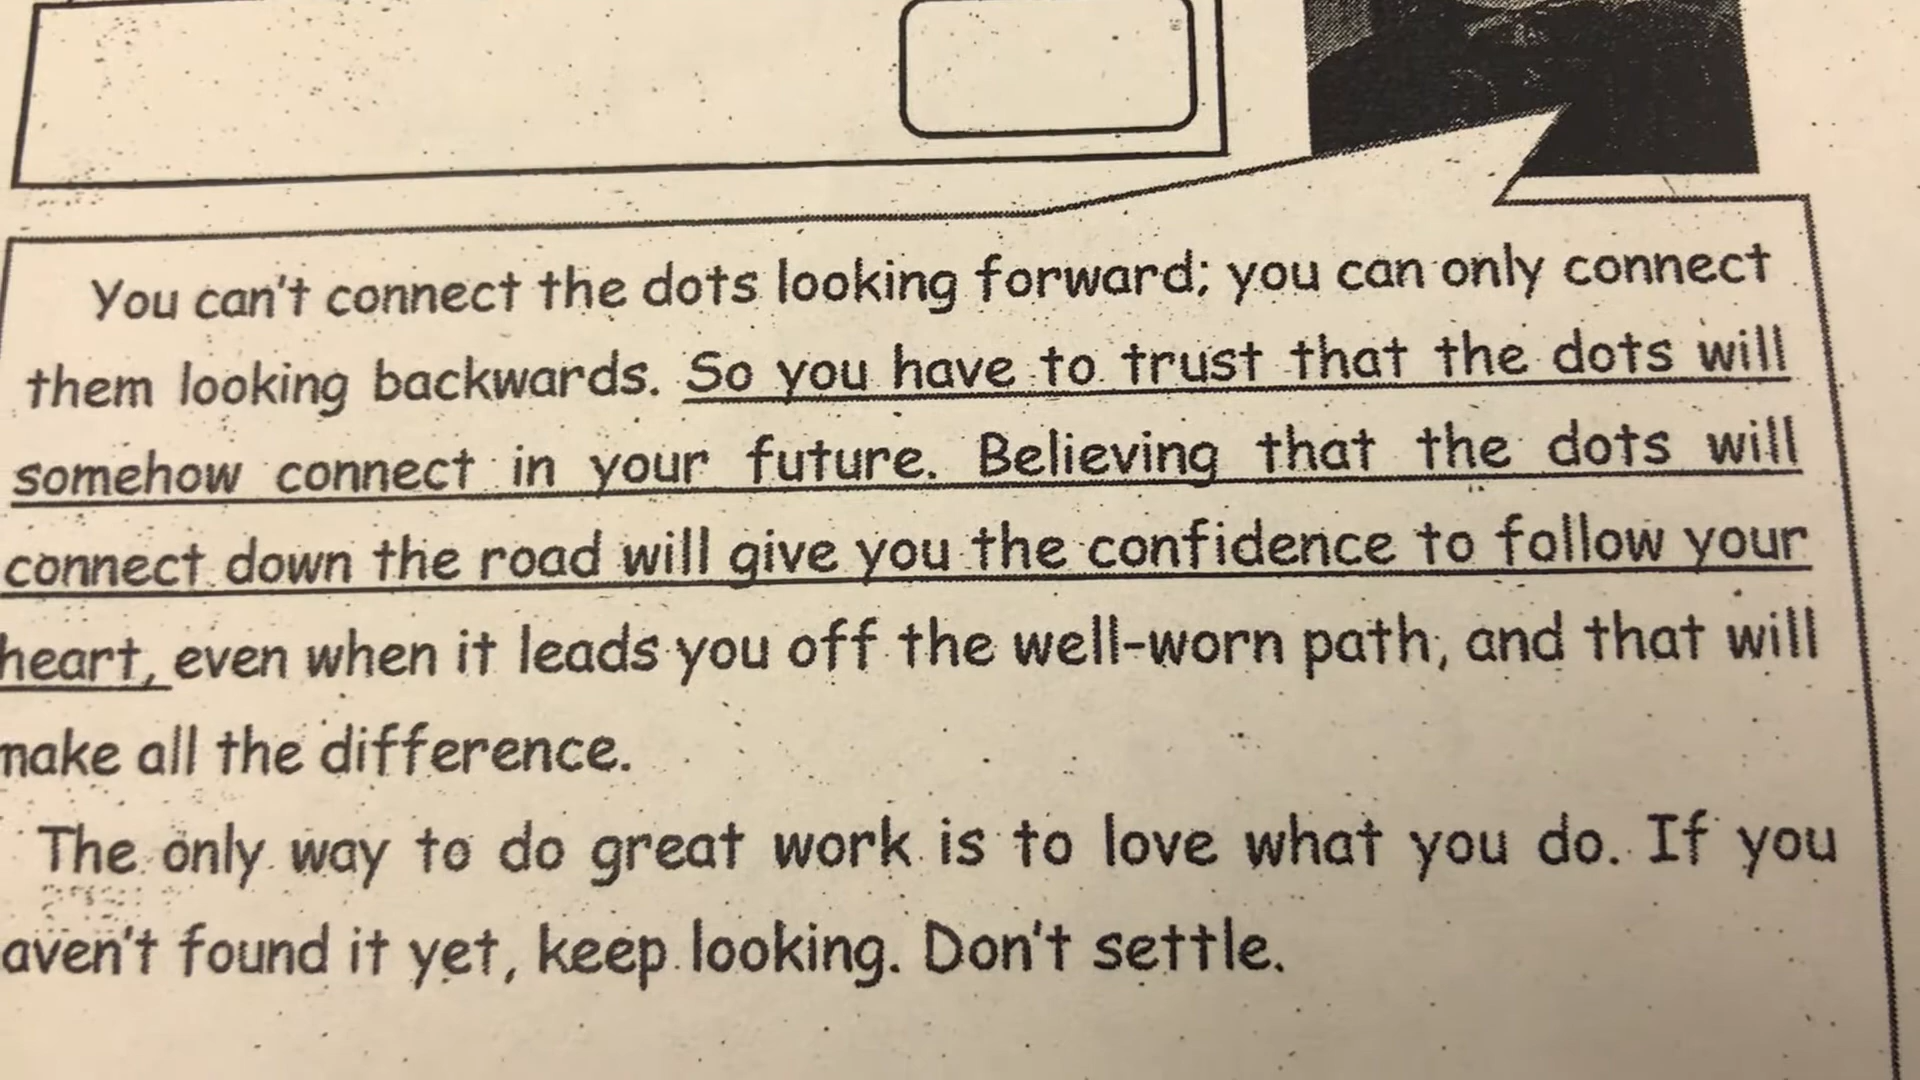 You can't connect the dots looking forward; you can only connect
them looking backwards. So you have to trust that the dots will
somehow connect in your future. Believing that the dots will
connect down the road will give you the confidence to follow your
heart, even when it leads you off the well-worn path, and that will
make all the difference.
The only way to do great work is to love what you do. If you
aven't found it yet, keep looking. Don't settle.